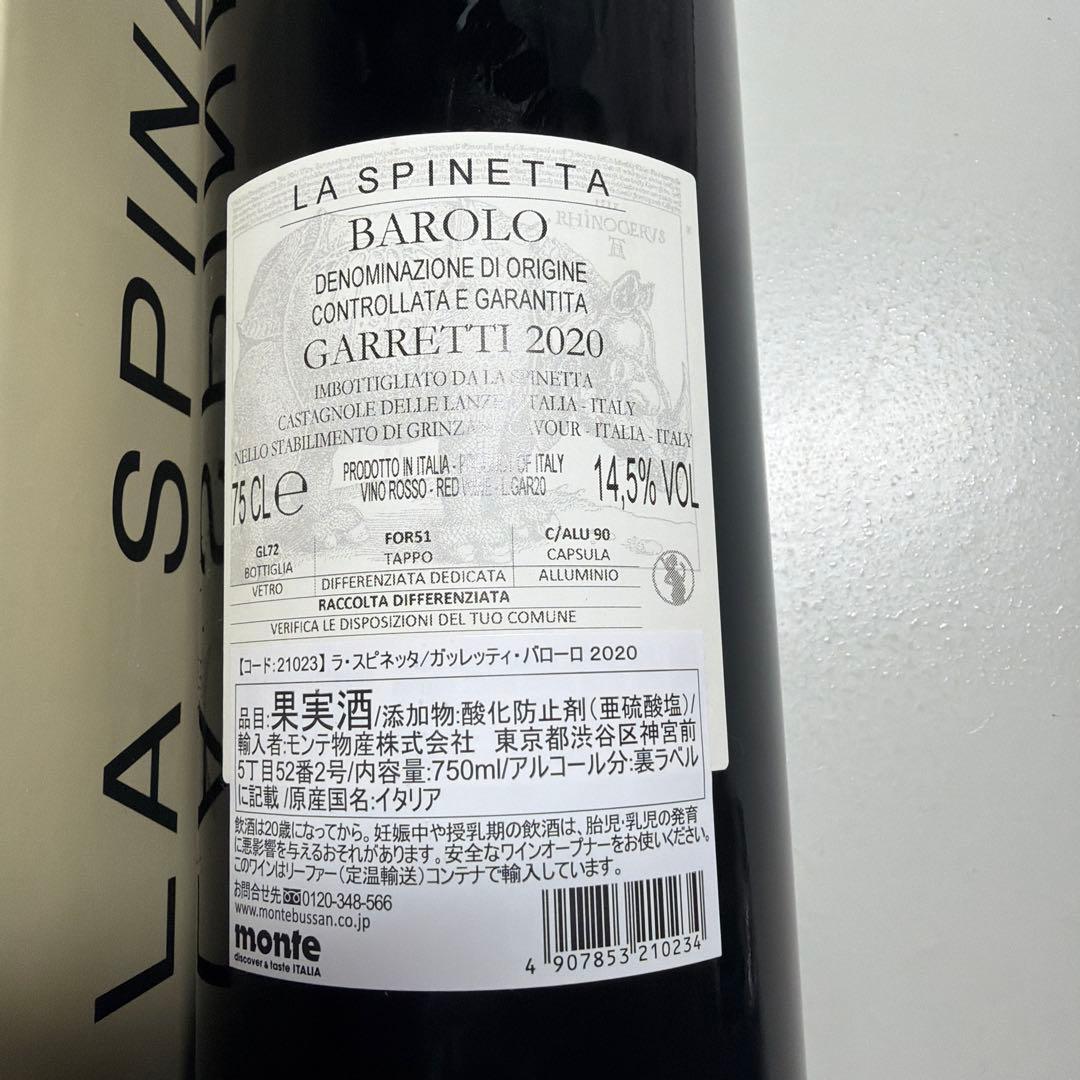 LA SPIN
LA SPINETTA
RHINOCERVS
BAROLO
DENOMINAZIONE DI ORIGINE
CONTROLLATA E GARANTITA
GARRETTI 2020
IMBOTTIGLIATO DA LA SPINETTA
CASTAGNOLE DELLE LANZE ITALIA - ITALY
NELLO STABILIMENTO DI CAVOUR - ITALIA - ITALY
75 CL e
PRODOTTO IN ITALIA - PRODUCT OF ITALY
VINO ROSSO - RED WINE - L.GAR20
14,5% VOL
GL72
BOTTIGLIA
VETRO
FOR51
TAPPO
DIFFERENZIATA DEDICATA
C/ALU 90
CAPSULA
ALLUMINIO
RACCOLTA DIFFERENZIATA
VERIFICA LE DISPOSIZIONI DEL TUO COMUNE
【コード:21023】ラ・スピネッタ/ガッレッティ・バローロ 2020
品目:果実酒/添加物:酸化防止剤(亜硫酸塩)/
輸入者:モンテ物産株式会社 東京都渋谷区神宮前
5丁目52番2号/内容量:750ml/アルコール分:裏ラベル
に記載/原産国名:イタリア
飲酒は20歳になってから。妊娠中や授乳期の飲酒は、胎児・乳児の発育
に悪影響を与えるおそれがあります。安全なワインオープナーをお使いください。
このワインはリーファー(定温輸送)コンテナで輸入しています。
お問合せ先 0120-348-566
www.montebussan.co.jp
monte
discover & taste ITALIA
4 907853 210234